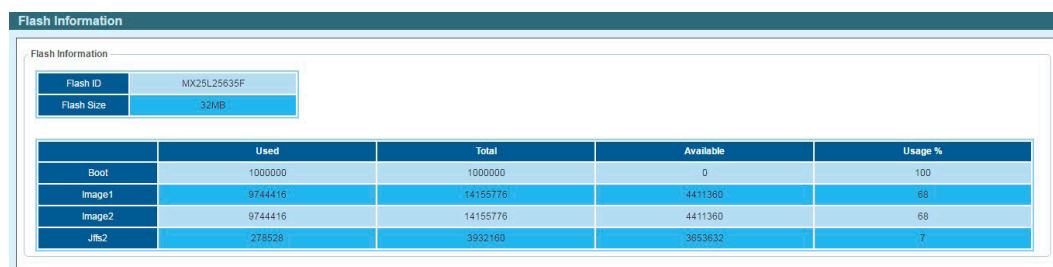 Flash Information
Flash Information
Flash ID MX25L25635F
Flash Size 32MB
Used Total Available Usage %
Boot 1000000 1000000 0 100
Image1 9744416 14155776 4411360 68
Image2 9744416 14155776 4411360 68
Jffs2 278528 3932160 3653632 7